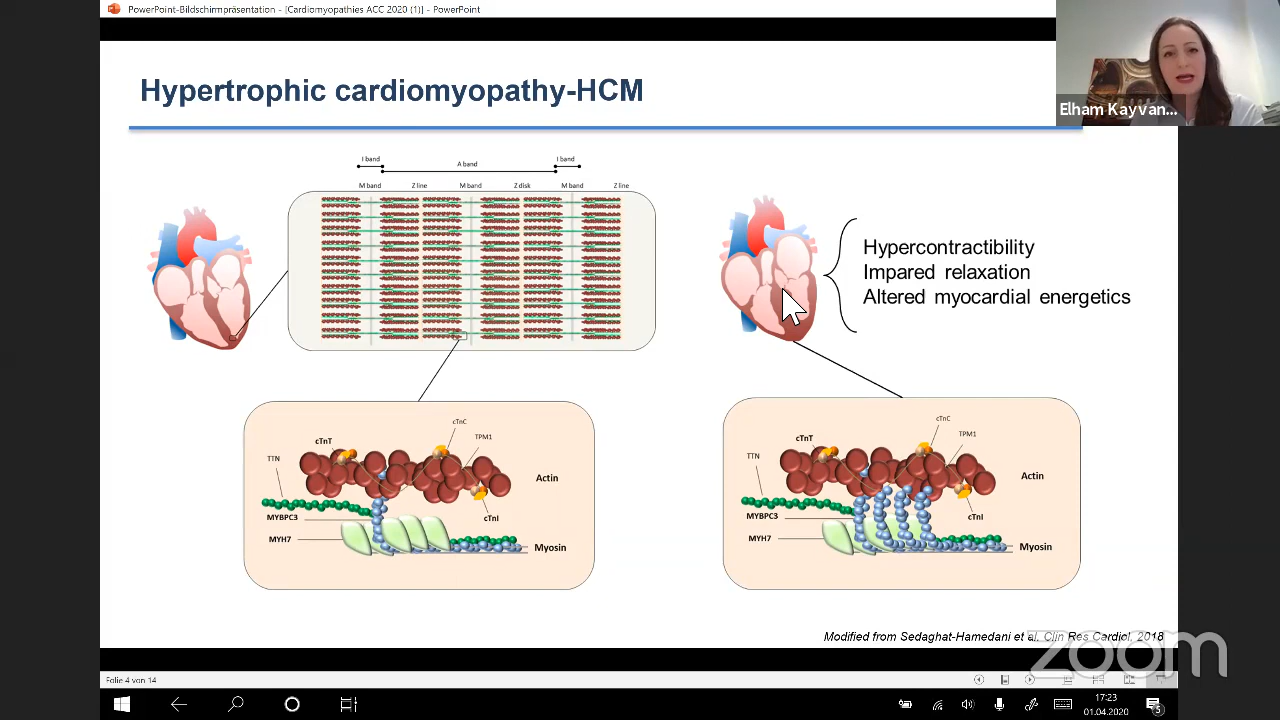 PowerPoint-Bildschirmpräsentation - [Cardiomyopathies ACC 2020 (1)] - PowerPoint
Hypertrophic cardiomyopathy-HCM
Elham Kayvan...
I band
A band
I band
M band Z line M band Z disk M band Z line
Hypercontractibility
Impared relaxation
Altered myocardial energetics
cTnT
cTnC
TPM1
TTN
Actin
MYBPC3
cTnI
MYH7
Myosin
cTnT
cTnC
TPM1
TTN
Actin
MYBPC3
cTnI
MYH7
Myosin
Modified from Sedaghat-Hamedani et al. Clin Res Cardiol, 2018
zoom
Folie 4 von 14
17:23
01.04.2020
5